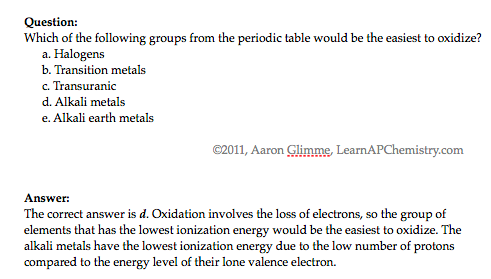 Question:
Which of the following groups from the periodic table would be the easiest to oxidize?
a. Halogens
b. Transition metals
c. Transuranic
d. Alkali metals
e. Alkali earth metals
©2011, Aaron Glimme, LearnAPChemistry.com
Answer:
The correct answer is d. Oxidation involves the loss of electrons, so the group of
elements that has the lowest ionization energy would be the easiest to oxidize. The
alkali metals have the lowest ionization energy due to the low number of protons
compared to the energy level of their lone valence electron.